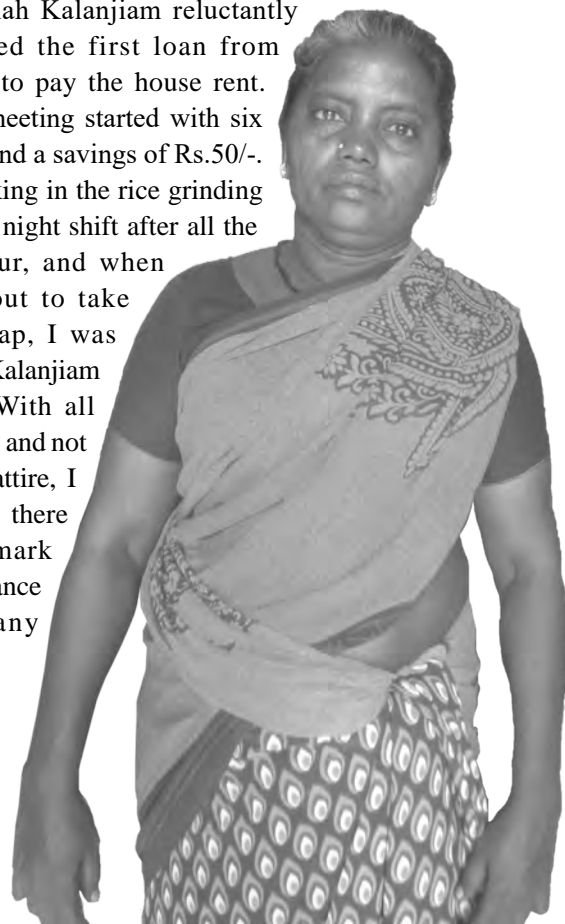 ah Kalanjiam reluctantly
ed the first loan from
to pay the house rent.
meeting started with six
nd a savings of Rs.50/-.
king in the rice grinding
night shift after all the
ur, and when
out to take
ap, I was
Kalanjiam
With all
and not
attire, I
there
mark
ance
any